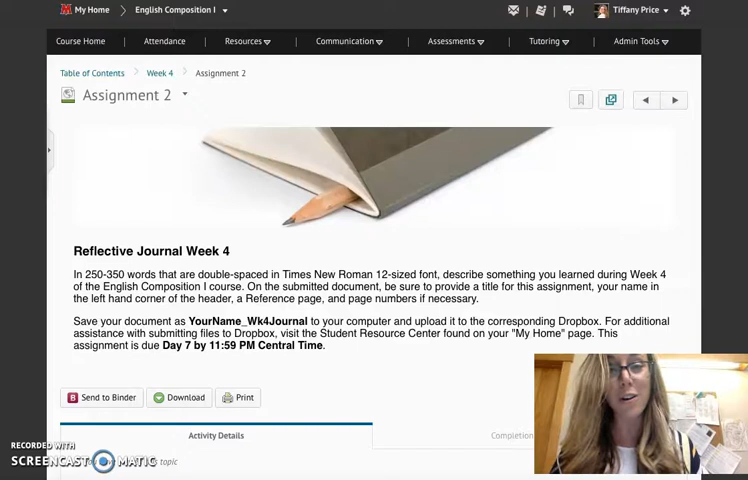 My Home English Composition I Tiffany Price
Course Home Attendance Resources Communication Assessments Tutoring Admin Tools
Table of Contents Week 4 Assignment 2
Assignment 2
Reflective Journal Week 4
In 250-350 words that are double-spaced in Times New Roman 12-sized font, describe something you learned during Week 4
of the English Composition I course. On the submitted document, be sure to provide a title for this assignment, your name in
the left hand corner of the header, a Reference page, and page numbers if necessary.
Save your document as YourName_Wk4Journal to your computer and upload it to the corresponding Dropbox. For additional
assistance with submitting files to Dropbox, visit the Student Resource Center found on your "My Home" page. This
assignment is due Day 7 by 11:59 PM Central Time.
Send to Binder Download Print
Activity Details Completion
RECORDED WITH
SCREENCAST MATIC
topic